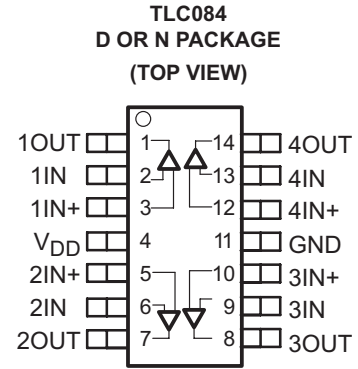 TLC084
D OR N PACKAGE
(TOP VIEW)
1OUT 1 14 4OUT
1IN 2 13 4IN
1IN+ 3 12 4IN+
VDD 4 11 GND
2IN+ 5 10 3IN+
2IN 6 9 3IN
2OUT 7 8 3OUT